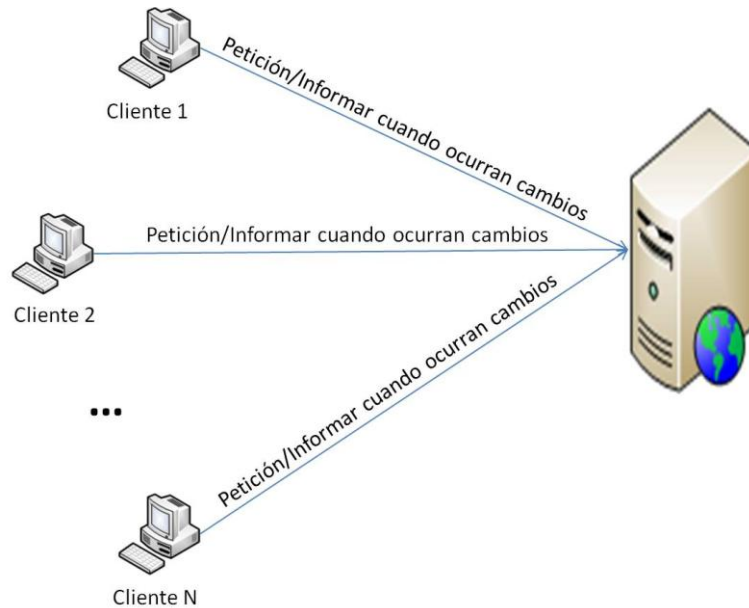 Petición/Informar cuando ocurran cambios
Cliente 1
Petición/Informar cuando ocurran cambios
Cliente 2
...
Petición/Informar cuando ocurran cambios
Cliente N